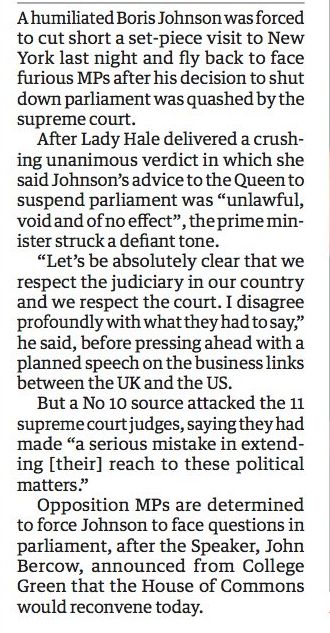 A humiliated Boris Johnson was forced
to cut short a set-piece visit to New
York last night and fly back to face
furious MPs after his decision to shut
down parliament was quashed by the
supreme court.
After Lady Hale delivered a crush-
ing unanimous verdict in which she
said Johnson’s advice to the Queen to
suspend parliament was “unlawful,
void and of no effect”, the prime min-
ister struck a defiant tone.
“Let’s be absolutely clear that we
respect the judiciary in our country
and we respect the court. I disagree
profoundly with what they had to say,”
he said, before pressing ahead with a
planned speech on the business links
between the UK and the US.
But a No 10 source attacked the 11
supreme court judges, saying they had
made “a serious mistake in extend-
ing [their] reach to these political
matters.”
Opposition MPs are determined
to force Johnson to face questions in
parliament, after the Speaker, John
Bercow, announced from College
Green that the House of Commons
would reconvene today.